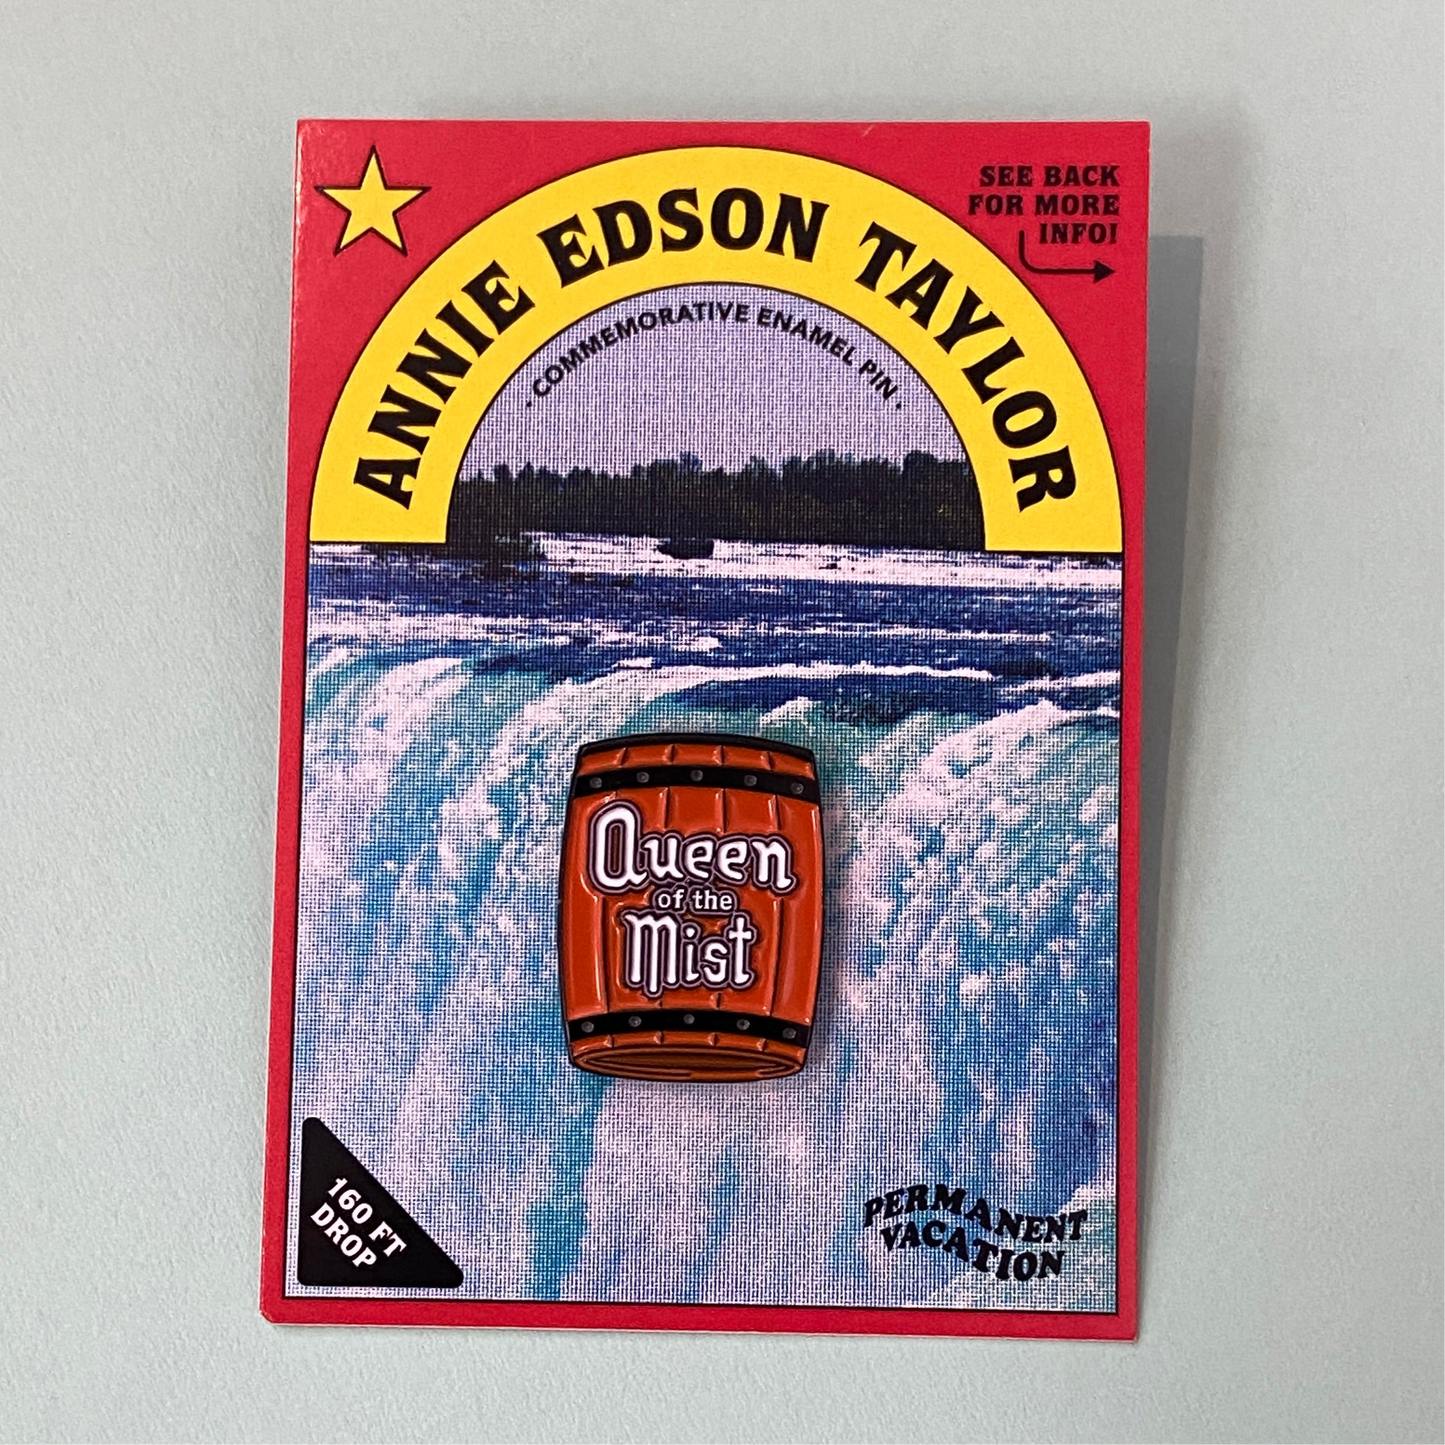 SEE BACK
FOR MORE
INFO!
ANNIE EDSON TAYLOR
· COMMEMORATIVE ENAMEL PIN ·
Queen
of the
Mist
160 FT
DROP
PERMANENT
VACATION